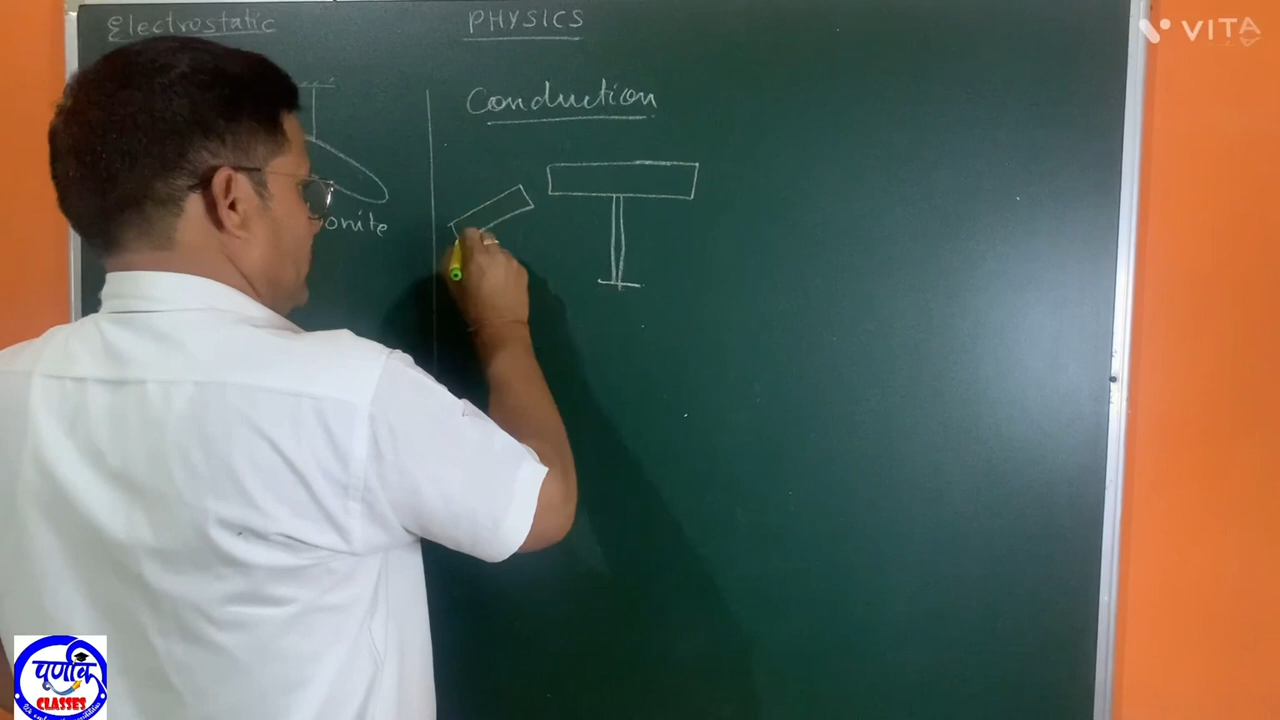 Electrostatic
PHYSICS
VITA
Conduction
onite
पूर्णांक
CLASSES